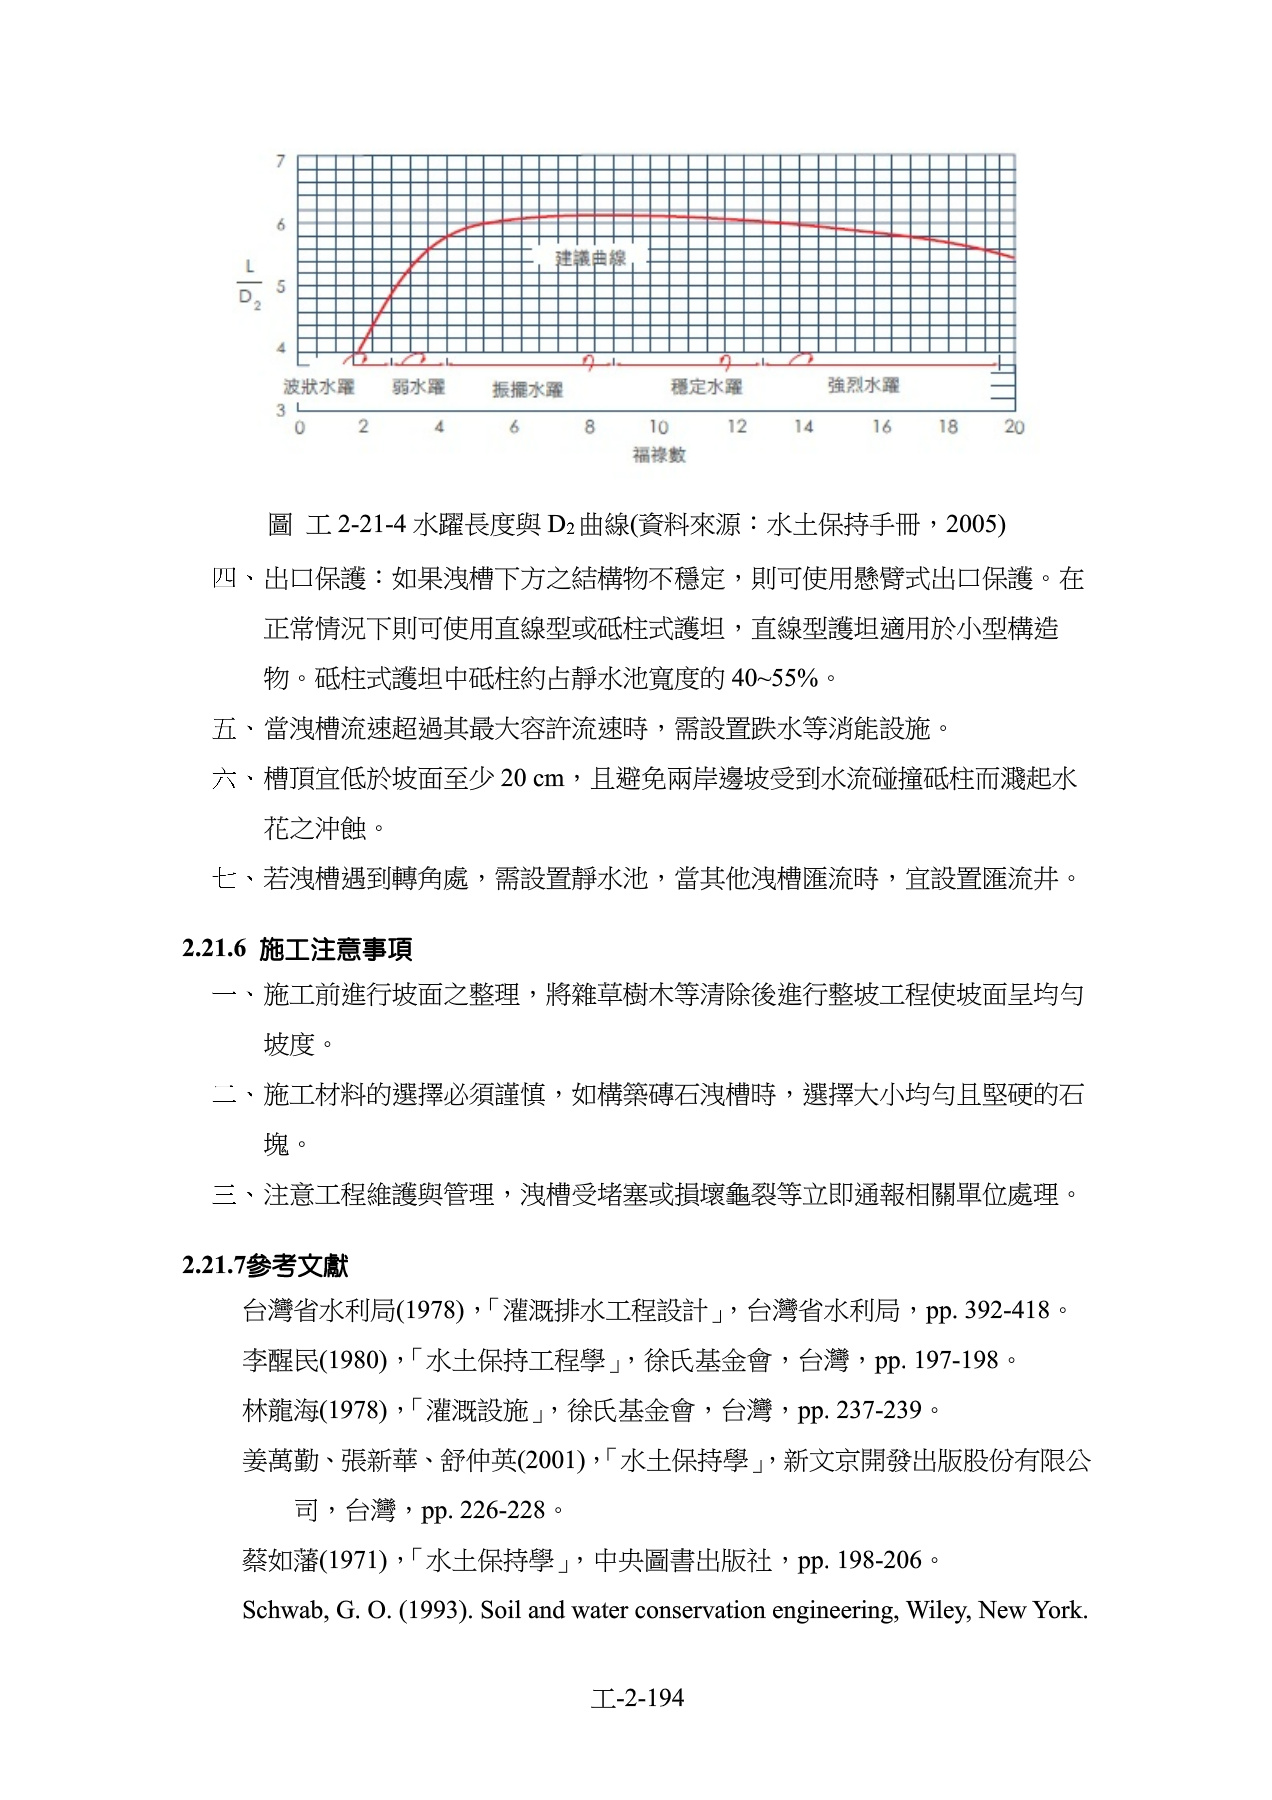 7
6
L
D2
5
4
建議曲線
波狀水躍 弱水躍 振擺水躍 穩定水躍 強烈水躍
3
0 2 4 6 8 10 12 14 16 18 20
福祿數
圖 工 2-21-4 水躍長度與 D2 曲線(資料來源：水土保持手冊，2005)
四、出口保護：如果洩槽下方之結構物不穩定，則可使用懸臂式出口保護。在
正常情況下則可使用直線型或砥柱式護坦，直線型護坦適用於小型構造
物。砥柱式護坦中砥柱約占靜水池寬度的 40~55%。
五、當洩槽流速超過其最大容許流速時，需設置跌水等消能設施。
六、槽頂宜低於坡面至少 20 cm，且避免兩岸邊坡受到水流碰撞砥柱而濺起水
花之沖蝕。
七、若洩槽遇到轉角處，需設置靜水池，當其他洩槽匯流時，宜設置匯流井。
2.21.6 施工注意事項
一、施工前進行坡面之整理，將雜草樹木等清除後進行整坡工程使坡面呈均勻
坡度。
二、施工材料的選擇必須謹慎，如構築磚石洩槽時，選擇大小均勻且堅硬的石
塊。
三、注意工程維護與管理，洩槽受堵塞或損壞龜裂等立即通報相關單位處理。
2.21.7參考文獻
台灣省水利局(1978)，「灌溉排水工程設計」，台灣省水利局，pp. 392-418。
李醒民(1980)，「水土保持工程學」，徐氏基金會，台灣，pp. 197-198。
林龍海(1978)，「灌溉設施」，徐氏基金會，台灣，pp. 237-239。
姜萬勤、張新華、舒仲英(2001)，「水土保持學」，新文京開發出版股份有限公
司，台灣，pp. 226-228。
蔡如藩(1971)，「水土保持學」，中央圖書出版社，pp. 198-206。
Schwab, G. O. (1993). Soil and water conservation engineering, Wiley, New York.
工-2-194